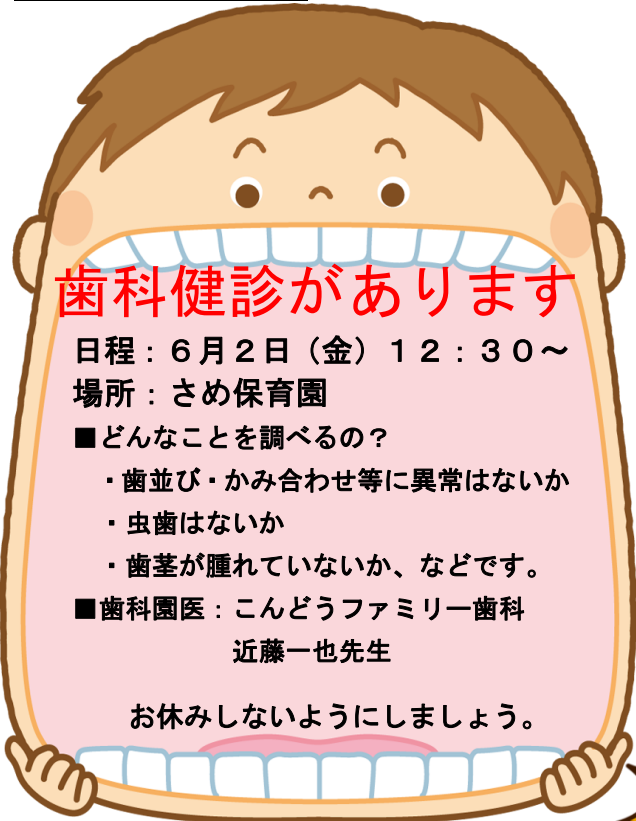 歯科健診があります
日程：６月２日（金）１２：３０～
場所：さめ保育園
■どんなことを調べるの？
・歯並び・かみ合わせ等に異常はないか
・虫歯はないか
・歯茎が腫れていないか、などです。
■歯科園医：こんどうファミリー歯科
近藤一也先生
お休みしないようにしましょう。